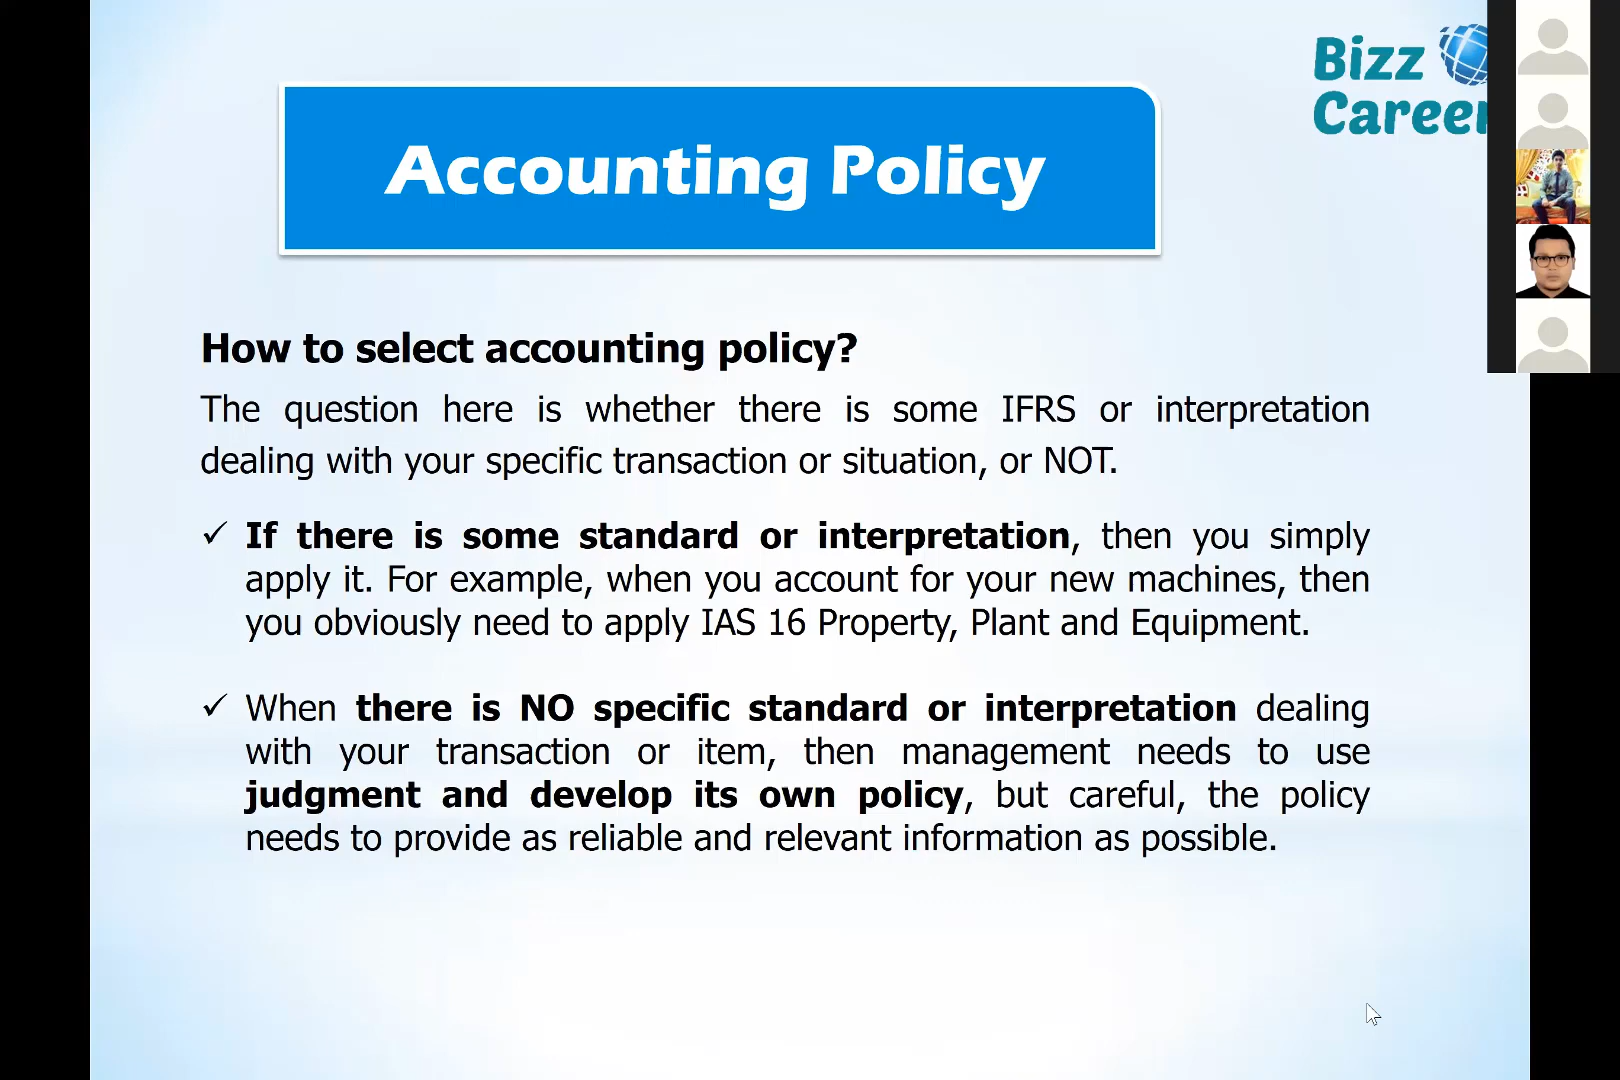 Bizz
Career
Accounting Policy
How to select accounting policy?
The question here is whether there is some IFRS or interpretation
dealing with your specific transaction or situation, or NOT.
✓ If there is some standard or interpretation, then you simply
apply it. For example, when you account for your new machines, then
you obviously need to apply IAS 16 Property, Plant and Equipment.
✓ When there is NO specific standard or interpretation dealing
with your transaction or item, then management needs to use
judgment and develop its own policy, but careful, the policy
needs to provide as reliable and relevant information as possible.